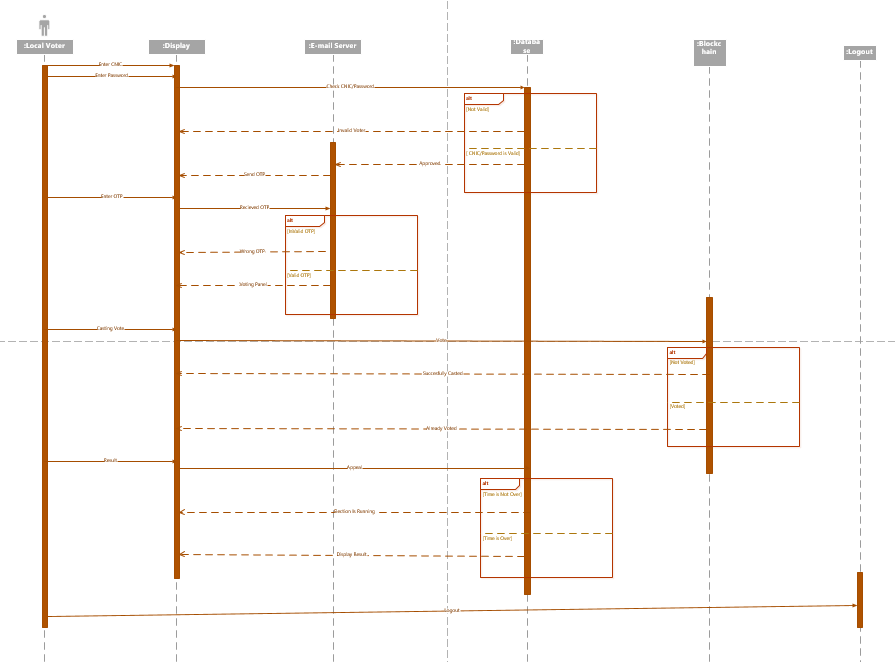 :Local Voter
:Display
:E-mail Server
:Databa
se
:Blockc
hain
:Logout
Enter CNIC
Enter Password
Check CNIC/Password
alt
[Not Valid]
Invalid Voter
[ CNIC/Password is Valid]
Approved
Send OTP
Enter OTP
Recieved OTP
alt
[Invalid OTP]
Wrong OTP
[Valid OTP]
Voting Panel
Casting Vote
Vote
alt
[Not Voted]
Succesfully Casted
[Voted]
Already Voted
Result
Appeal
alt
[Time is Not Over]
Election is Running
[Time is Over]
Display Result
Logout